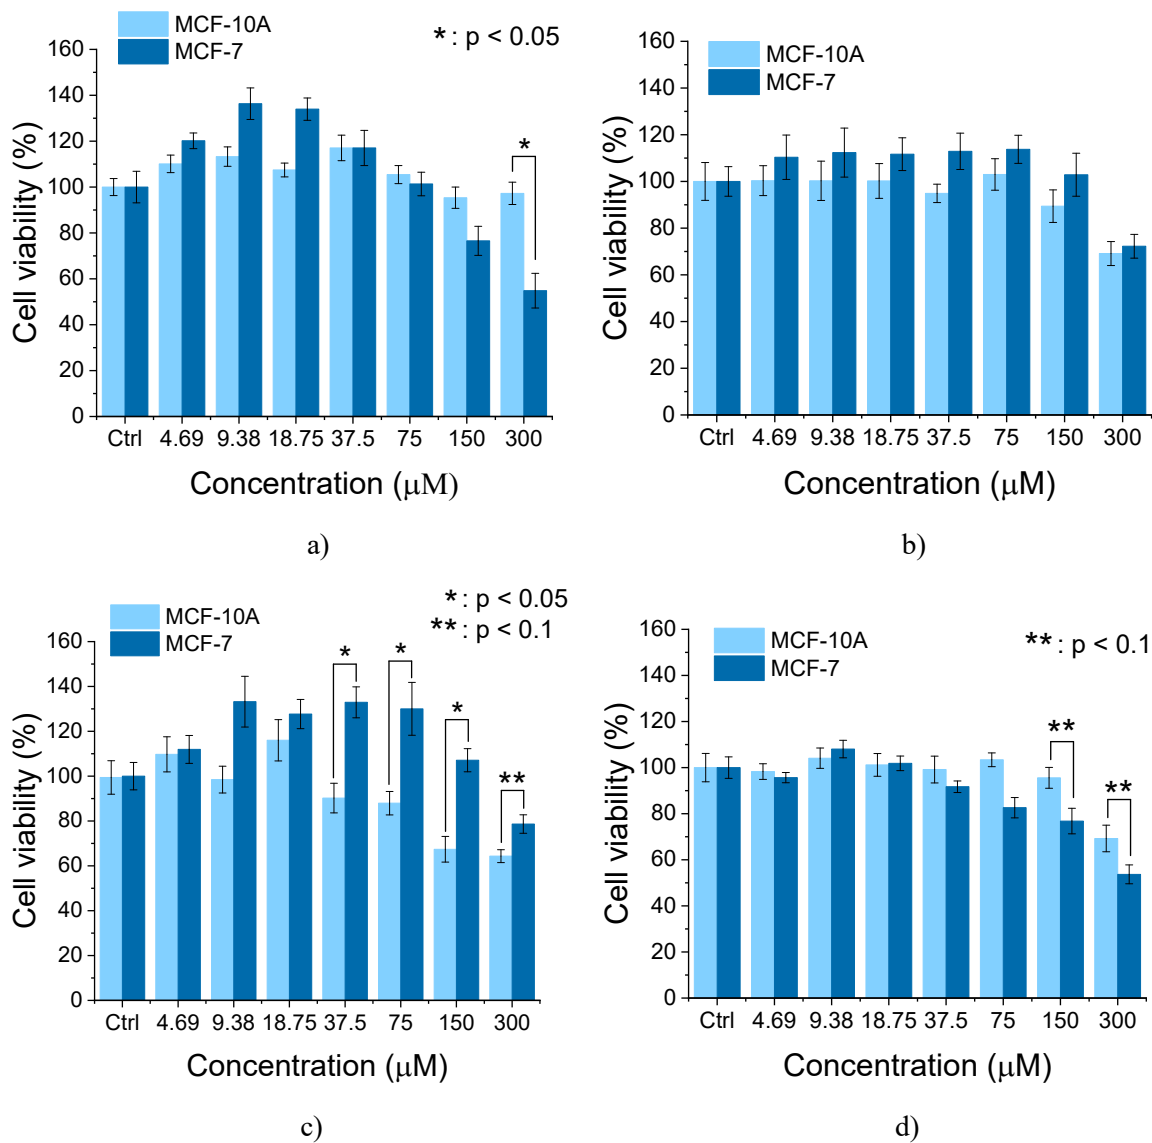 MCF-10A
MCF-7
*: p < 0.05
160
140
120
100
80
60
40
20
0
Cell viability (%)
*
Ctrl 4.69 9.38 18.75 37.5 75 150 300
Concentration (μM)
a)
MCF-10A
MCF-7
160
140
120
100
80
60
40
20
0
Cell viability (%)
Ctrl 4.69 9.38 18.75 37.5 75 150 300
Concentration (μM)
b)
MCF-10A
MCF-7
*: p < 0.05
**: p < 0.1
160
140
120
100
80
60
40
20
0
Cell viability (%)
* * * **
Ctrl 4.69 9.38 18.75 37.5 75 150 300
Concentration (μM)
c)
MCF-10A
MCF-7
**: p < 0.1
160
140
120
100
80
60
40
20
0
Cell viability (%)
** **
Ctrl 4.69 9.38 18.75 37.5 75 150 300
Concentration (μM)
d)